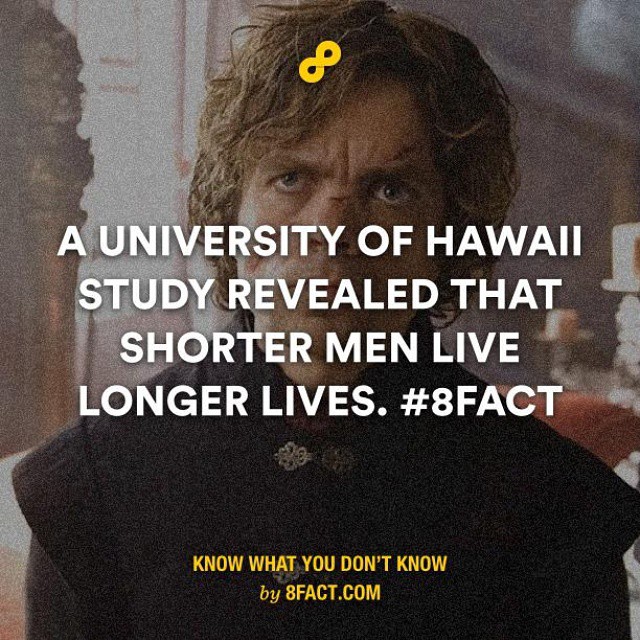 A UNIVERSITY OF HAWAII
STUDY REVEALED THAT
SHORTER MEN LIVE
LONGER LIVES. #8FACT
KNOW WHAT YOU DON'T KNOW
by 8FACT.COM